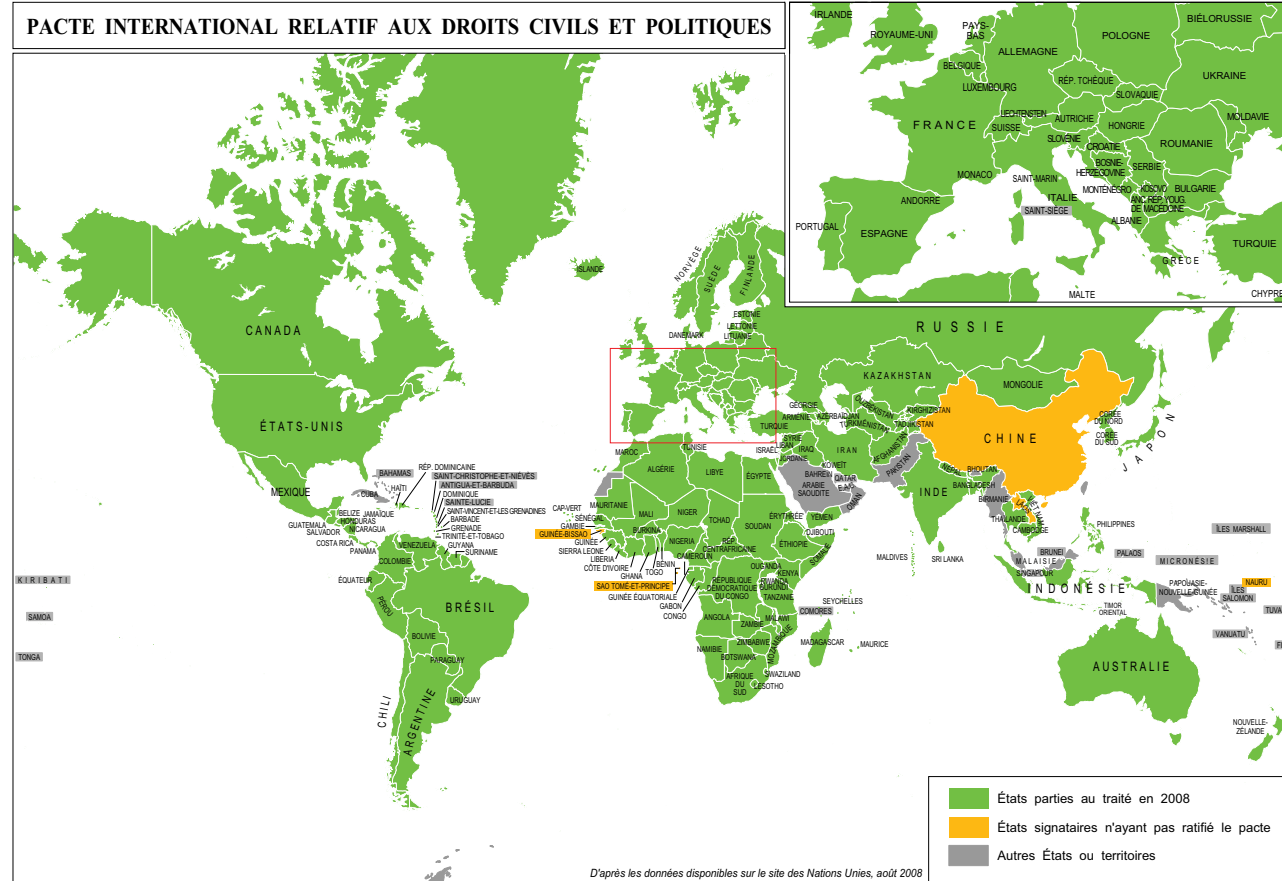 PACTE INTERNATIONAL RELATIF AUX DROITS CIVILS ET POLITIQUES
IRLANDE
ROYAUME-UNI
PAYS-
BAS
BIÉLORUSSIE
POLOGNE
ALLEMAGNE
BELGIQUE
LUXEMBOURG
RÉP. TCHÈQUE
UKRAINE
SLOVAQUIE
LIECHTENSTEIN
AUTRICHE
MOLDAVIE
FRANCE
SUISSE
HONGRIE
SLOVÉNIE
CROATIE
ROUMANIE
BOSNIE-
HERZEGOVINE
SERBIE
MONACO
SAINT-MARIN
MONTÉNÉGRO
KOSOVO
BULGARIE
ANDORRE
ITALIE
ANC. RÉP. YOUG.
DE MACÉDOINE
SAINT-SIÈGE
ALBANIE
PORTUGAL
ESPAGNE
TURQUIE
GRÈCE
MALTE
CHYPRE
ISLANDE
NORVÈGE
SUÈDE
FINLANDE
ESTONIE
LETTONIE
LITUANIE
DANEMARK
RUSSIE
CANADA
ÉTATS-UNIS
KAZAKHSTAN
MONGOLIE
GÉORGIE
ARMÉNIE
AZERBAÏDJAN
OUZBÉKISTAN
TURKMÉNISTAN
KIRGHIZISTAN
TADJIKISTAN
TURQUIE
CHINE
CORÉE
DU NORD
CORÉE
DU SUD
JAPON
SYRIE
LIBAN
ISRAËL
JORDANIE
IRAQ
IRAN
AFGHANISTAN
PAKISTAN
KOWEÏT
BAHREIN
QATAR
E.A.U
ARABIE
SAOUDITE
OMAN
YÉMEN
NÉPAL
BHOUTAN
BANGLADESH
INDE
BIRMANIE
LAOS
VIÊT NAM
THAÏLANDE
CAMBODGE
MAROC
TUNISIE
ALGÉRIE
LIBYE
ÉGYPTE
MEXIQUE
BAHAMAS
CUBA
HAÏTI
RÉP. DOMINICAINE
SAINT-CHRISTOPHE-ET-NIÉVÈS
ANTIGUA-ET-BARBUDA
DOMINIQUE
SAINTE-LUCIE
SAINT-VINCENT-ET-LES GRENADINES
BARBADE
GRENADE
TRINITÉ-ET-TOBAGO
BELIZE
JAMAÏQUE
HONDURAS
GUATEMALA
SALVADOR
NICARAGUA
COSTA RICA
PANAMA
VENEZUELA
GUYANA
SURINAME
COLOMBIE
ÉQUATEUR
PÉROU
BRÉSIL
BOLIVIE
PARAGUAY
CHILI
ARGENTINE
URUGUAY
CAP-VERT
MAURITANIE
MALI
NIGER
TCHAD
SOUDAN
ÉRYTHRÉE
DJIBOUTI
SÉNÉGAL
GAMBIE
GUINÉE-BISSAO
GUINÉE
SIERRA LEONE
LIBERIA
CÔTE D'IVOIRE
GHANA
TOGO
BÉNIN
BURKINA
NIGERIA
CAMEROUN
RÉP.
CENTRAFRICAINE
ÉTHIOPIE
SOMALIE
SAO TOMÉ-ET-PRINCIPE
GUINÉE ÉQUATORIALE
GABON
CONGO
RÉPUBLIQUE
DÉMOCRATIQUE
DU CONGO
OUGANDA
KENYA
RWANDA
BURUNDI
TANZANIE
SEYCHELLES
COMORES
ANGOLA
ZAMBIE
MALAWI
MOZAMBIQUE
ZIMBABWE
NAMIBIE
BOTSWANA
MADAGASCAR
MAURICE
SWAZILAND
LESOTHO
AFRIQUE
DU
SUD
MALDIVES
SRI LANKA
PHILIPPINES
PALAOS
BRUNEI
MALAISIE
SINGAPOUR
INDONÉSIE
TIMOR
ORIENTAL
PAPOUASIE-
NOUVELLE-GUINÉE
ÎLES MARSHALL
MICRONÉSIE
NAURU
ÎLES
SALOMON
TUVA
VANUATU
AUSTRALIE
NOUVELLE-
ZÉLANDE
KIRIBATI
SAMOA
TONGA
États parties au traité en 2008
États signataires n'ayant pas ratifié le pacte
Autres États ou territoires
D'après les données disponibles sur le site des Nations Unies, août 2008